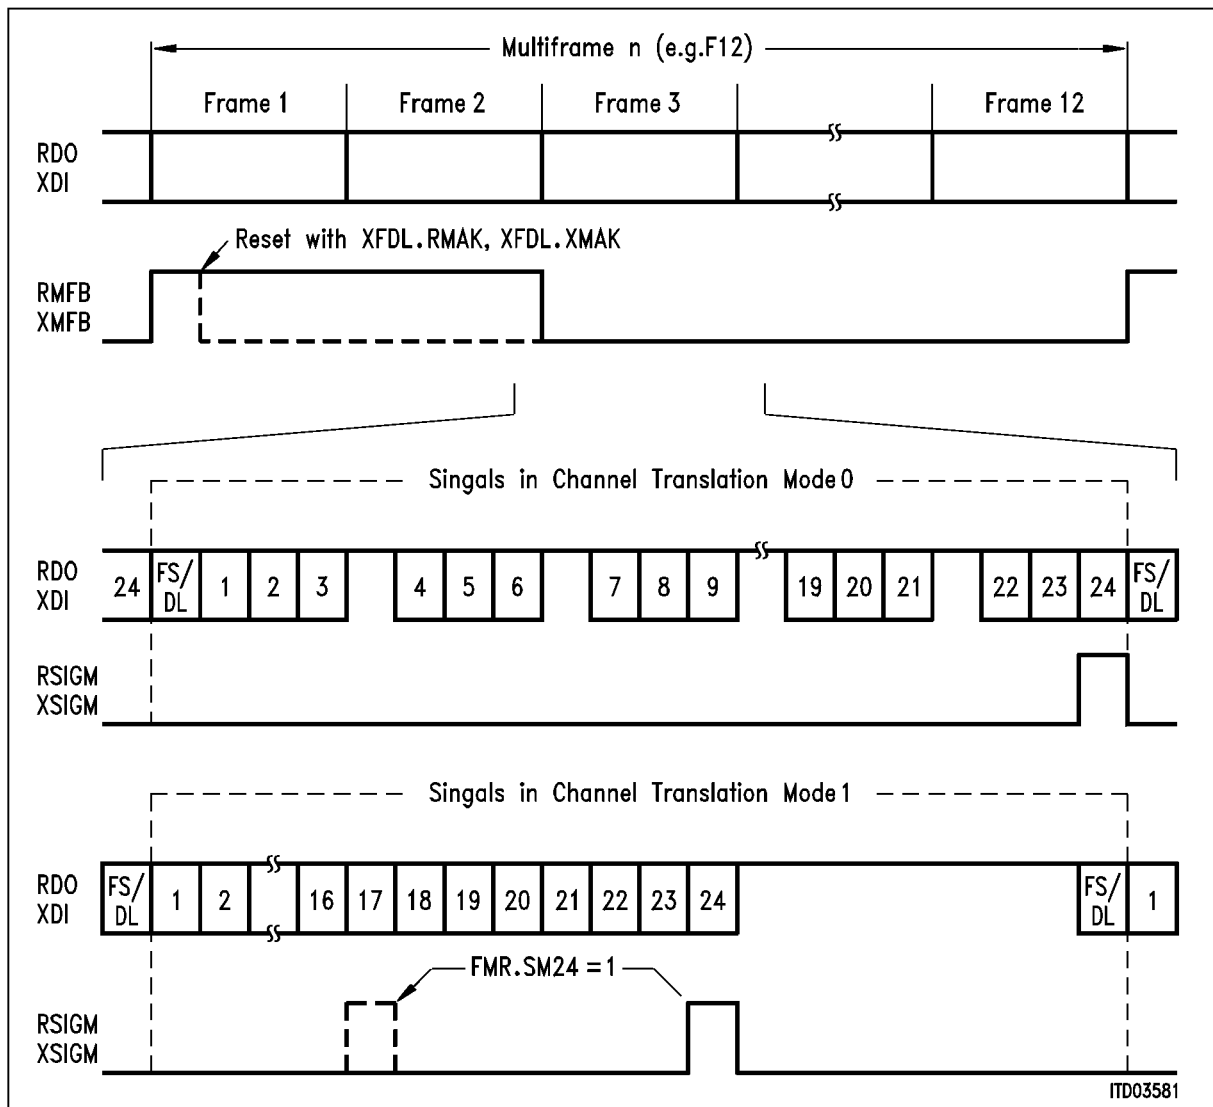 Multiframe n (e.g.F12)
Frame 1 Frame 2 Frame 3 Frame 12
RDO
XDI
Reset with XFDL.RMAK, XFDL.XMAK
RMFB
XMFB
Singals in Channel Translation Mode 0
RDO
XDI
24 FS/DL 1 2 3 4 5 6 7 8 9 19 20 21 22 23 24 FS/DL
RSIGM
XSIGM
Singals in Channel Translation Mode 1
RDO
XDI
FS/DL 1 2 16 17 18 19 20 21 22 23 24 FS/DL 1
FMR.SM24 = 1
RSIGM
XSIGM
ITD03581